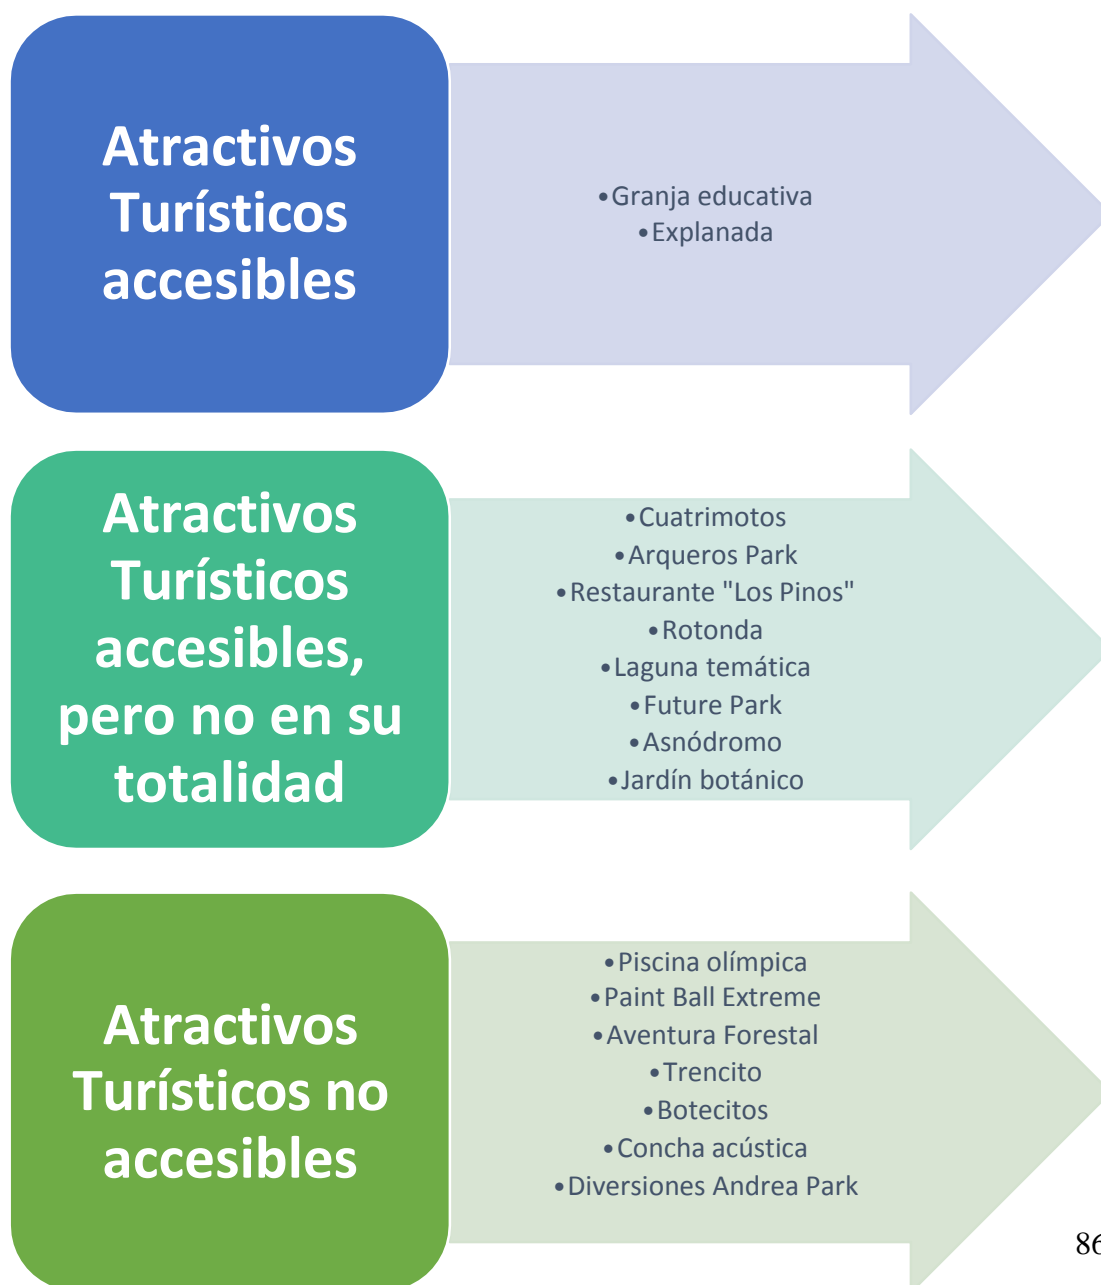 Atractivos
Turísticos
accesibles
•Granja educativa
•Explanada
Atractivos
Turísticos
accesibles,
pero no en su
totalidad
•Cuatrimotos
•Arqueros Park
•Restaurante "Los Pinos"
•Rotonda
•Laguna temática
•Future Park
•Asnódromo
•Jardín botánico
Atractivos
Turísticos no
accesibles
•Piscina olímpica
•Paint Ball Extreme
•Aventura Forestal
•Trencito
•Botecitos
•Concha acústica
•Diversiones Andrea Park
86